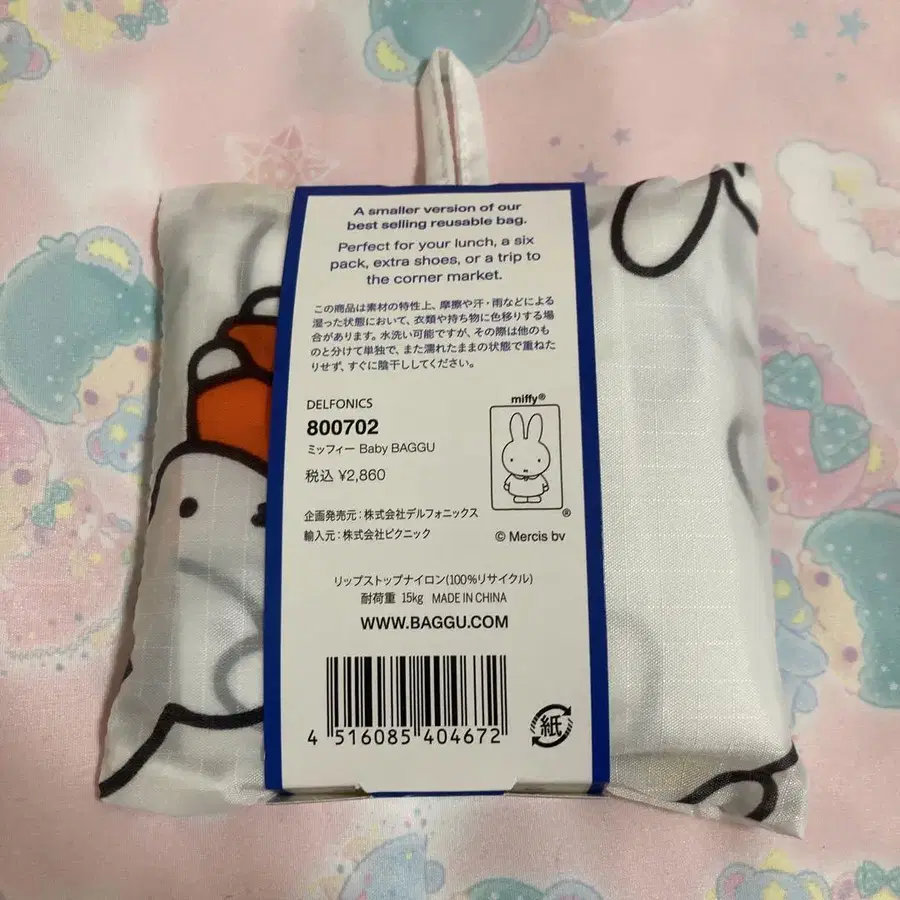 A smaller version of our
best selling reusable bag.
Perfect for your lunch, a six
pack, extra shoes, or a trip to
the corner market.
この商品は素材の特性上、摩擦や汗・雨などによる
湿った状態において、衣類や持ち物に色移りする場
合があります。水洗い可能ですが、その際は他のも
のと分けて単独で、また濡れたままの状態で重ねた
りせず、すぐに陰干ししてください。
DELFONICS
800702
ミッフィー Baby BAGGU
税込 ¥2,860
miffy®
®
企画発売元:株式会社デルフォニックス
輸入元:株式会社ピクニック
© Mercis bv
リップストップナイロン(100%リサイクル)
耐荷重 15kg MADE IN CHINA
WWW.BAGGU.COM
4 516085 404672
紙